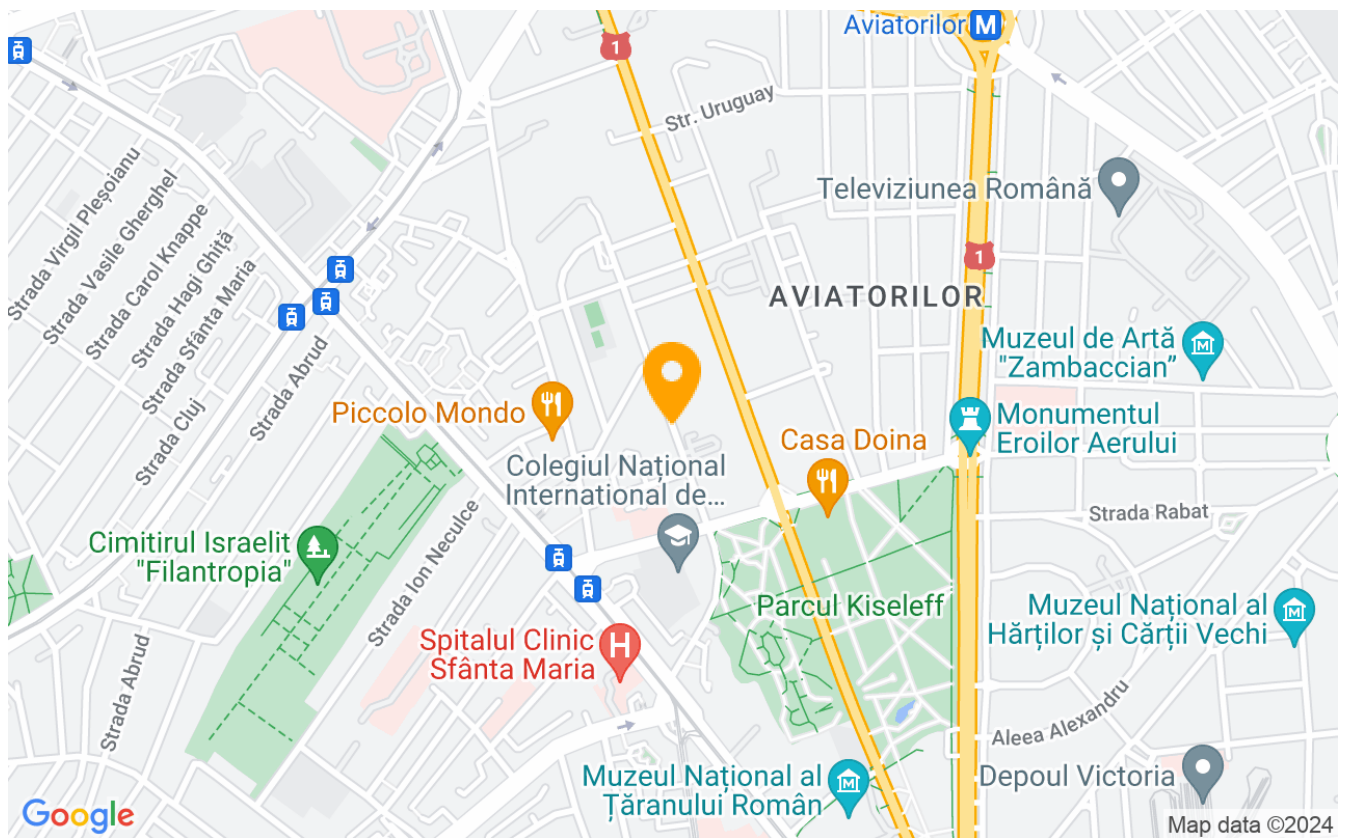 Aviatorilor M
1
Str. Uruguay
Strada Virgil Pleșoianu
Strada Vasile Gherghel
Strada Carol Knappe
Strada Hagi Ghiță
Strada Sfânta Maria
Strada Cluj
Strada Abrud
Televiziunea Română
1
AVIATORILOR
Muzeul de Artă
"Zambaccian”
M
Piccolo Mondo
Monumentul
Eroilor Aerului
Casa Doina
Colegiul Național
International de...
Strada Rabat
Cimitirul Israelit
"Filantropia"
Strada Ion Neculce
Parcul Kiseleff
Muzeul Național al
Hărților și Cărții Vechi
M
Spitalul Clinic
Sfânta Maria
H
Strada Abrud
Aleea Alexandru
Muzeul Național al
Țăranului Român
M
Depoul Victoria
Google
Map data ©2024